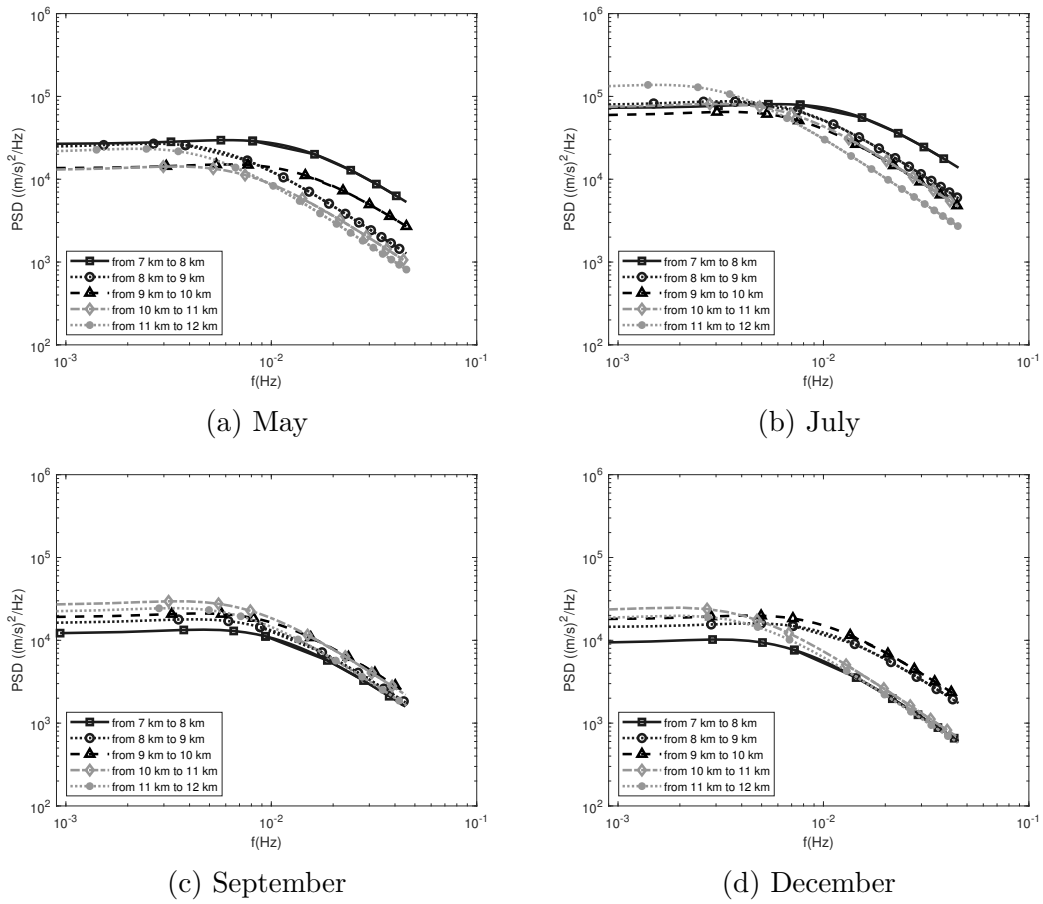 10^6
10^5
10^4
10^3
10^2
PSD ((m/s)^2/Hz)
from 7 km to 8 km
from 8 km to 9 km
from 9 km to 10 km
from 10 km to 11 km
from 11 km to 12 km
10^-3
10^-2
10^-1
f(Hz)
(a) May
10^6
10^5
10^4
10^3
10^2
PSD ((m/s)^2/Hz)
from 7 km to 8 km
from 8 km to 9 km
from 9 km to 10 km
from 10 km to 11 km
from 11 km to 12 km
10^-3
10^-2
10^-1
f(Hz)
(b) July
10^6
10^5
10^4
10^3
10^2
PSD ((m/s)^2/Hz)
from 7 km to 8 km
from 8 km to 9 km
from 9 km to 10 km
from 10 km to 11 km
from 11 km to 12 km
10^-3
10^-2
10^-1
f(Hz)
(c) September
10^6
10^5
10^4
10^3
10^2
PSD ((m/s)^2/Hz)
from 7 km to 8 km
from 8 km to 9 km
from 9 km to 10 km
from 10 km to 11 km
from 11 km to 12 km
10^-3
10^-2
10^-1
f(Hz)
(d) December